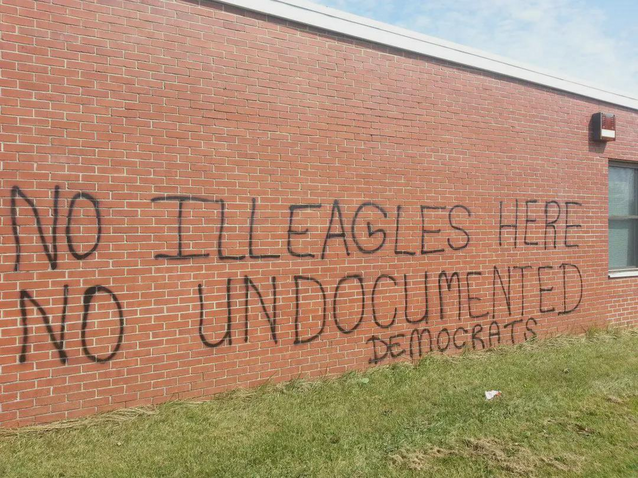 NO ILLEAGLES HERE
NO UNDOCUMENTED
DEMOCRATS